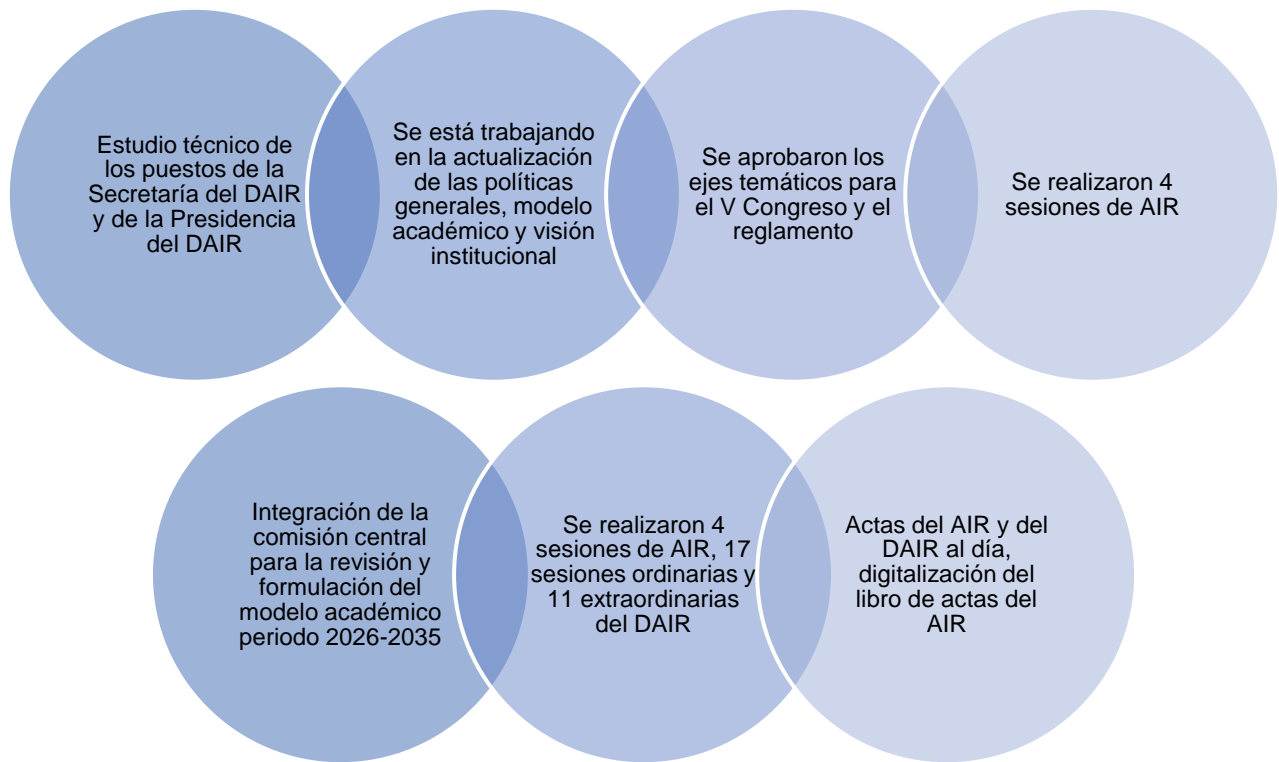 Estudio técnico de
los puestos de la
Secretaría del DAIR
y de la Presidencia
del DAIR
Se está trabajando
en la actualización
de las políticas
generales, modelo
académico y visión
institucional
Se aprobaron los
ejes temáticos para
el V Congreso y el
reglamento
Se realizaron 4
sesiones de AIR
Integración de la
comisión central
para la revisión y
formulación del
modelo académico
periodo 2026-2035
Se realizaron 4
sesiones de AIR, 17
sesiones ordinarias y
11 extraordinarias
del DAIR
Actas del AIR y del
DAIR al día,
digitalización del
libro de actas del
AIR